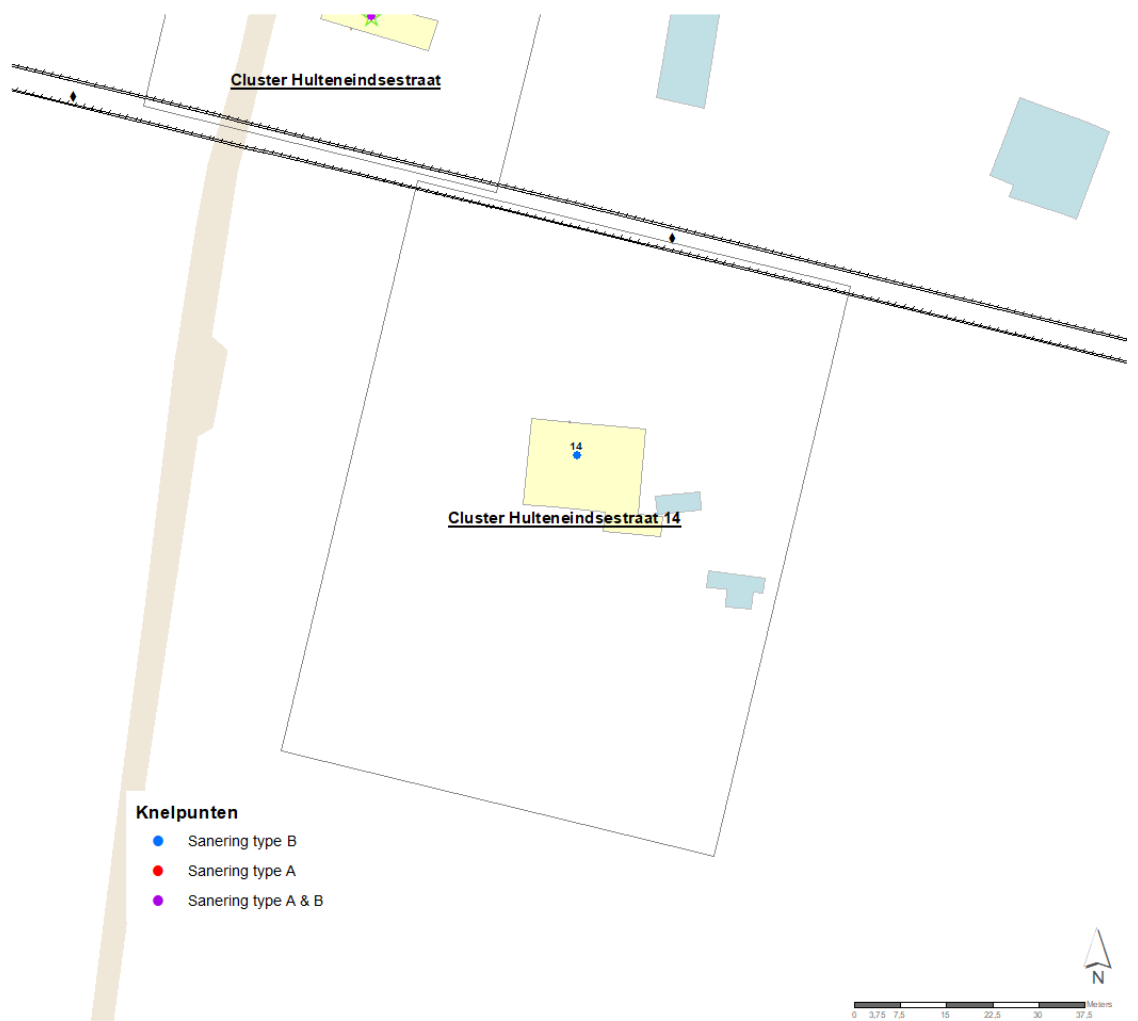 Cluster Hulteneindsestraat
14
Cluster Hulteneindsestraat 14
Knelpunten
Sanering type B
Sanering type A
Sanering type A & B
N
Meters
0 3,75 7,5 15 22,5 30 37,5